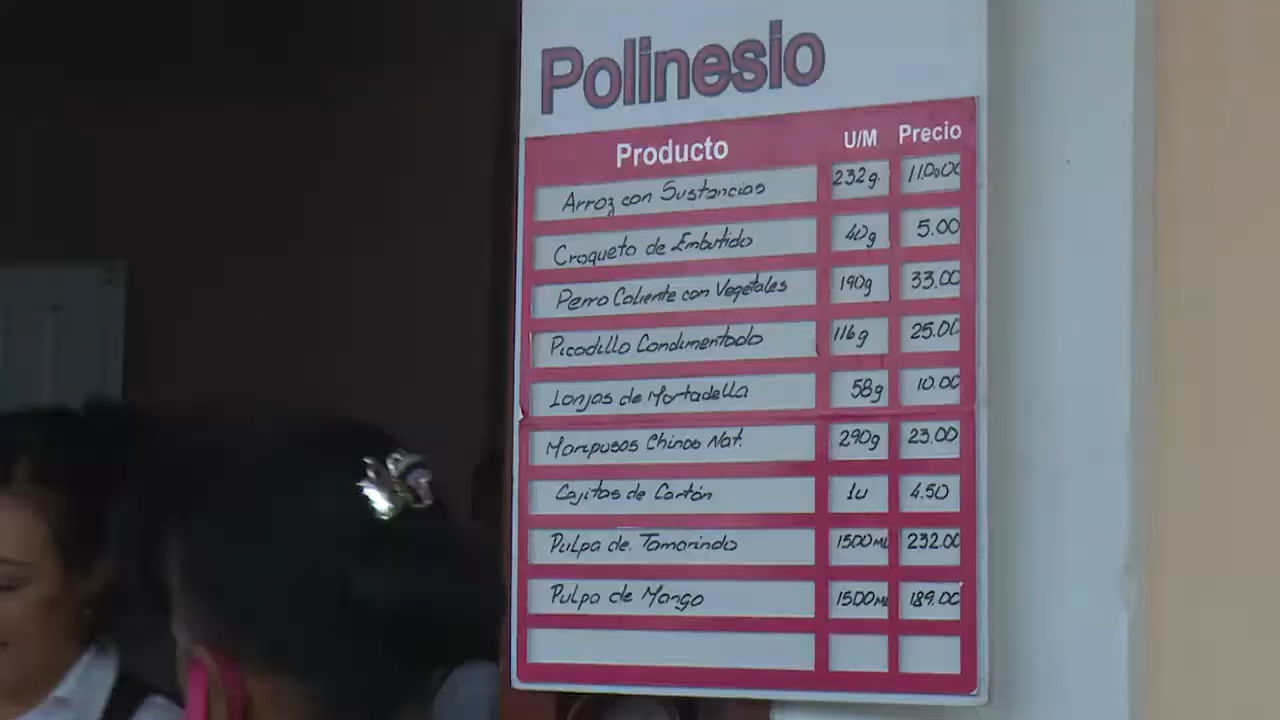 Polinesio
Producto U/M Precio
Arroz con Sustancias 232g. 110.00
Croqueta de Embutido 40g 5.00
Perro Caliente con Vegetales 190g 33.00
Picadillo Condimentado 116g 25.00
Lonjas de Mortadella 58g 10.00
Maripusas Chinas Nat. 290g 23.00
Cajitas de Cartón 1u 4.50
Pulpa de. Tamarindo 1500ML 232.00
Pulpa de Mango 1500ML 189.00